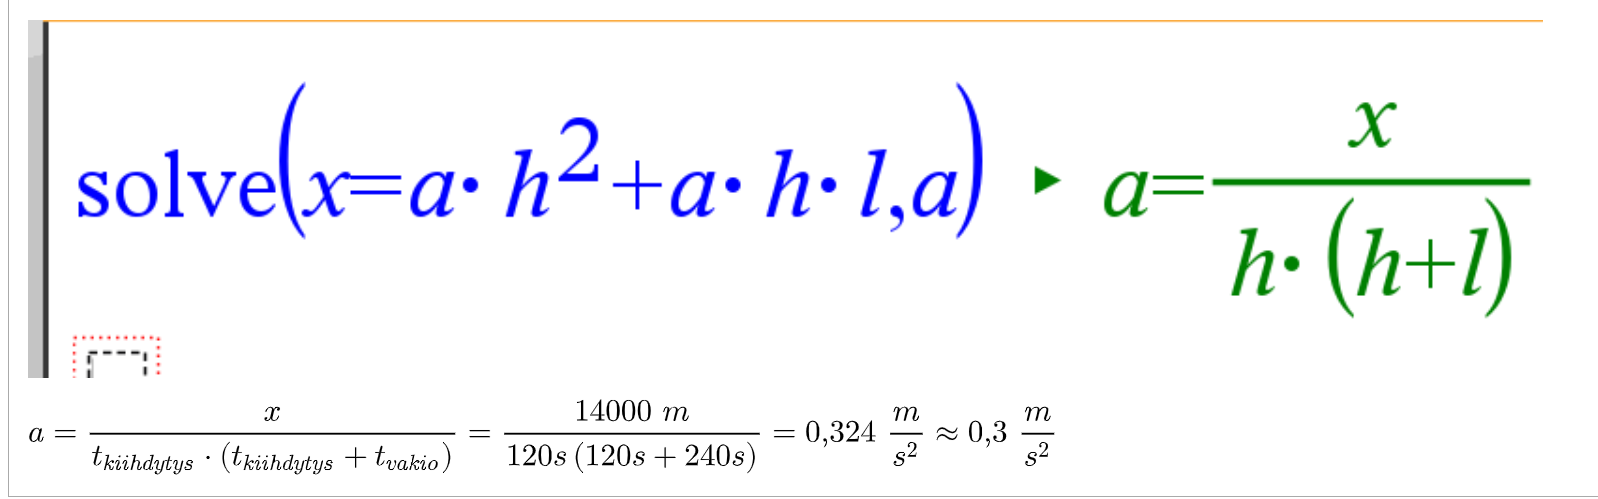 solve(x=a· h²+a· h· l,a) ▸ a=x/(h· (h+l))
a = x/(t_kiihdytys · (t_kiihdytys + t_vakio)) = 14000 m/(120s (120s + 240s)) = 0,324 m/s² ≈ 0,3 m/s²